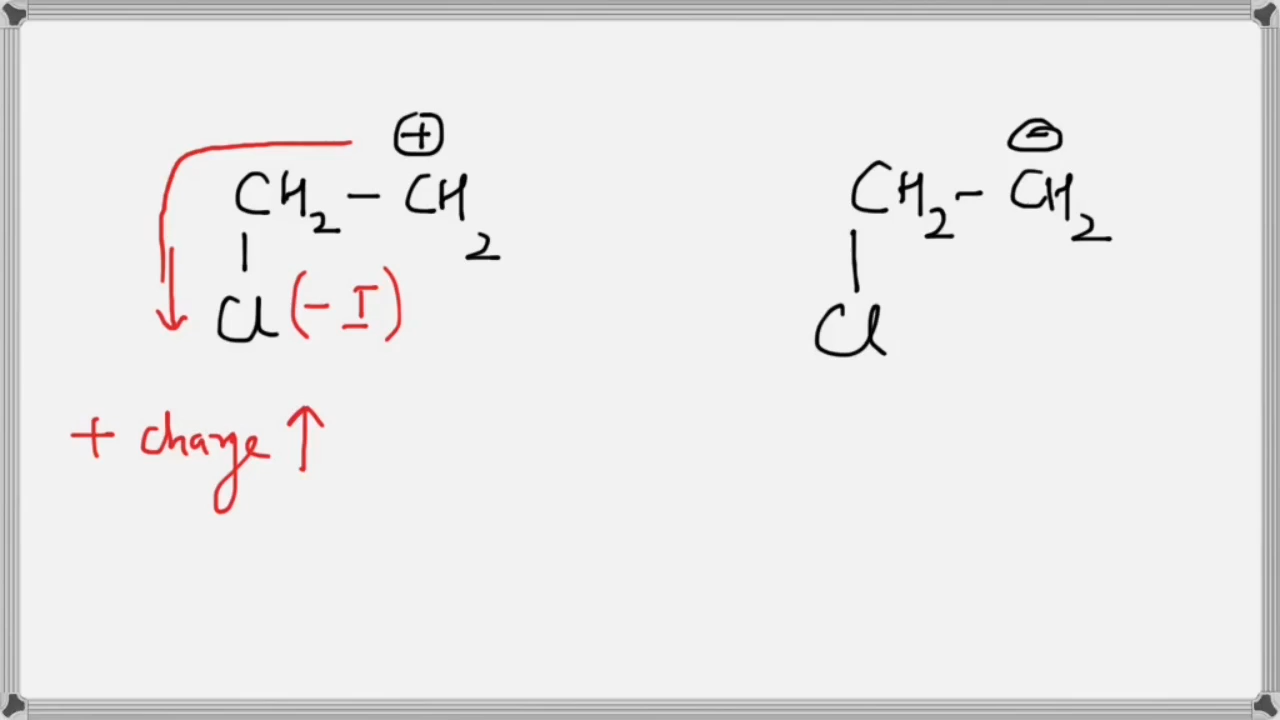 ⊕ ⊖
CH2 - CH2 CH2 - CH2
| |
Cl (- I) Cl
+ charge ↑